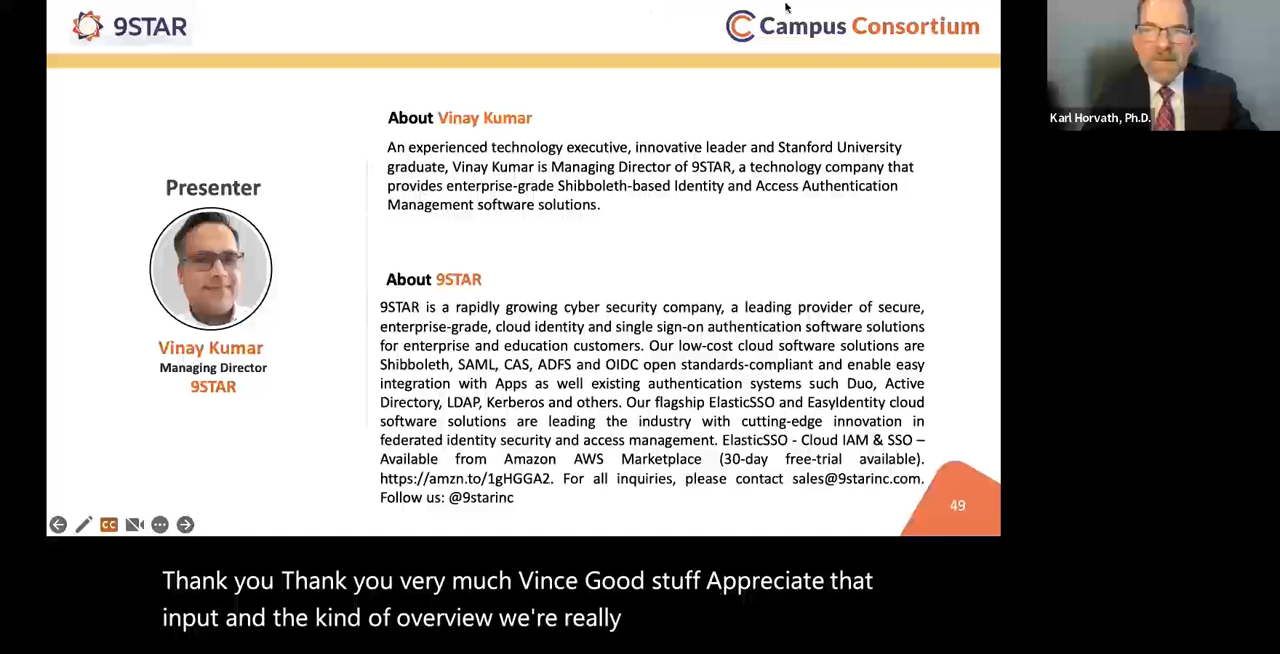 9STAR
Campus Consortium
Karl Horvath, Ph.D.
About Vinay Kumar
An experienced technology executive, innovative leader and Stanford University
graduate, Vinay Kumar is Managing Director of 9STAR, a technology company that
provides enterprise-grade Shibboleth-based Identity and Access Authentication
Management software solutions.
Presenter
Vinay Kumar
Managing Director
9STAR
About 9STAR
9STAR is a rapidly growing cyber security company, a leading provider of secure,
enterprise-grade, cloud identity and single sign-on authentication software solutions
for enterprise and education customers. Our low-cost cloud software solutions are
Shibboleth, SAML, CAS, ADFS and OIDC open standards-compliant and enable easy
integration with Apps as well existing authentication systems such Duo, Active
Directory, LDAP, Kerberos and others. Our flagship ElasticSSO and EasyIdentity cloud
software solutions are leading the industry with cutting-edge innovation in
federated identity security and access management. ElasticSSO - Cloud IAM & SSO –
Available from Amazon AWS Marketplace (30-day free-trial available).
https://amzn.to/1gHGGA2. For all inquiries, please contact sales@9starinc.com.
Follow us: @9starinc
49
CC
Thank you Thank you very much Vince Good stuff Appreciate that
input and the kind of overview we're really